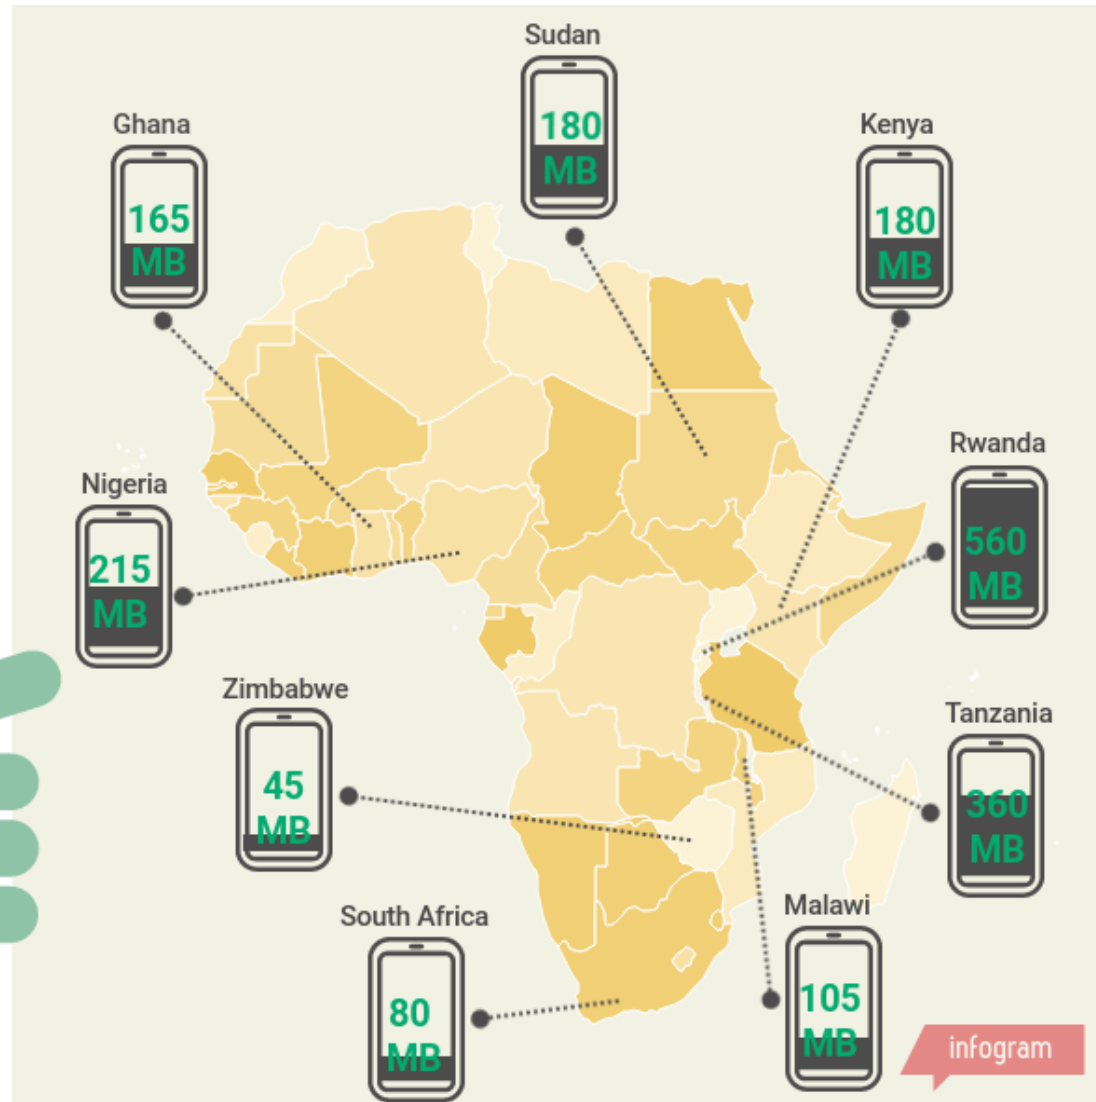 Sudan
180
MB
Ghana
165
MB
Kenya
180
MB
Rwanda
560
MB
Nigeria
215
MB
Zimbabwe
45
MB
Tanzania
360
MB
South Africa
80
MB
Malawi
105
MB
infogram